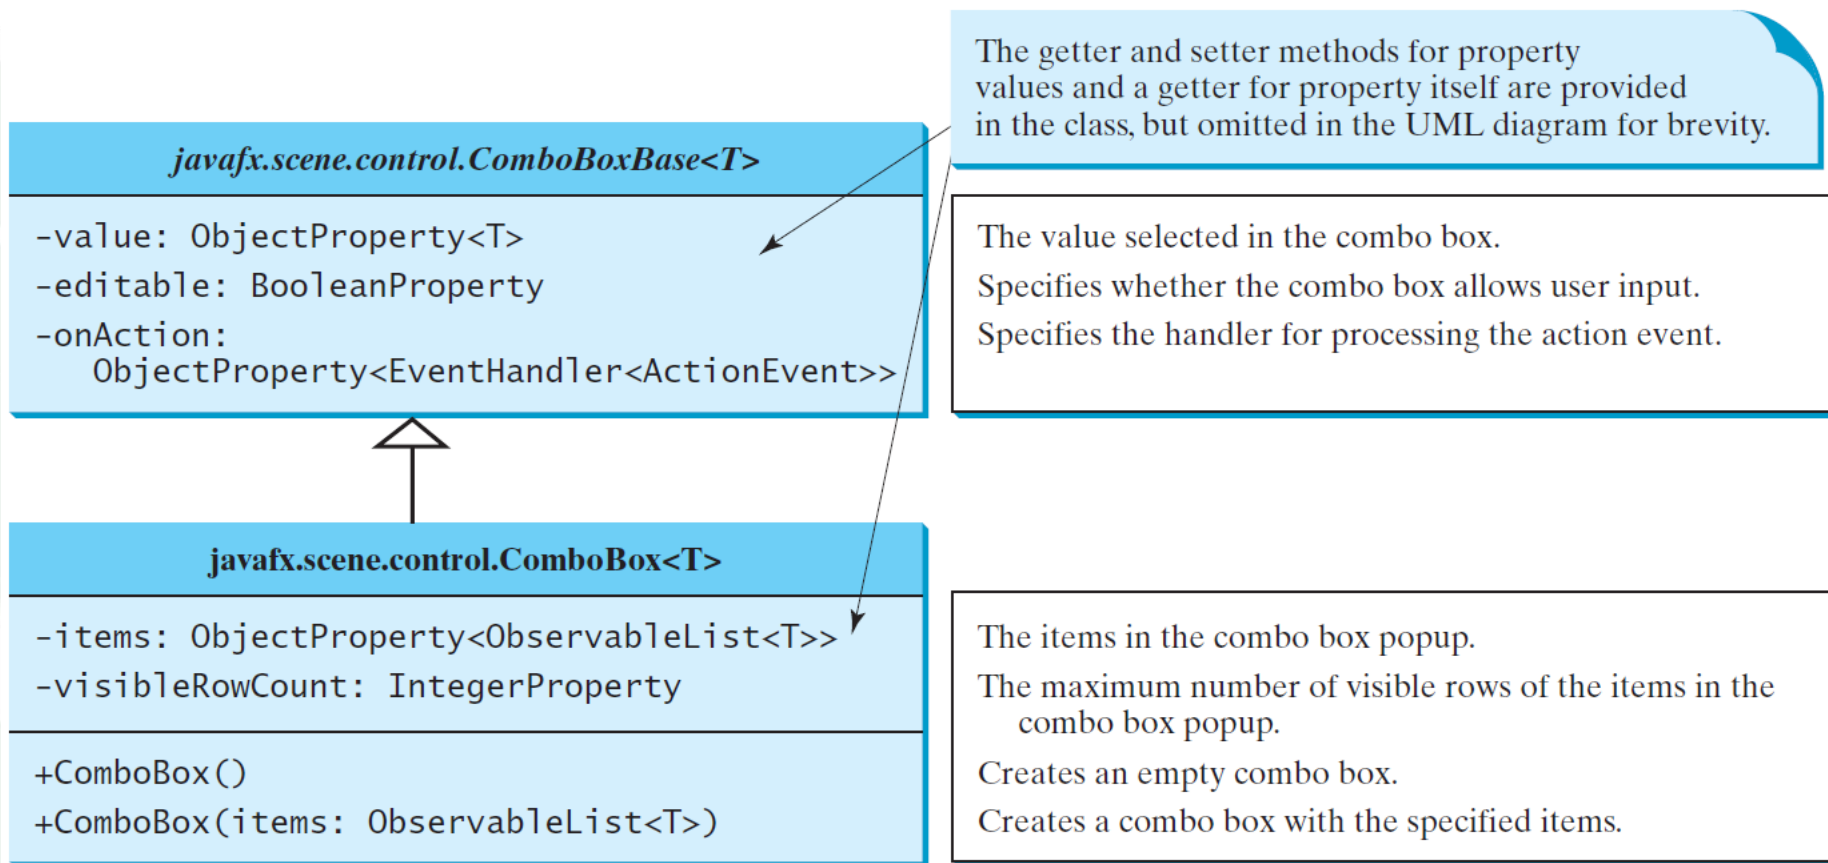 The getter and setter methods for property
values and a getter for property itself are provided
in the class, but omitted in the UML diagram for brevity.
javafx.scene.control.ComboBoxBase<T>
-value: ObjectProperty<T>
The value selected in the combo box.
-editable: BooleanProperty
Specifies whether the combo box allows user input.
-onAction:
ObjectProperty<EventHandler<ActionEvent>>
Specifies the handler for processing the action event.
javafx.scene.control.ComboBox<T>
-items: ObjectProperty<ObservableList<T>>
The items in the combo box popup.
-visibleRowCount: IntegerProperty
The maximum number of visible rows of the items in the
combo box popup.
+ComboBox()
Creates an empty combo box.
+ComboBox(items: ObservableList<T>)
Creates a combo box with the specified items.